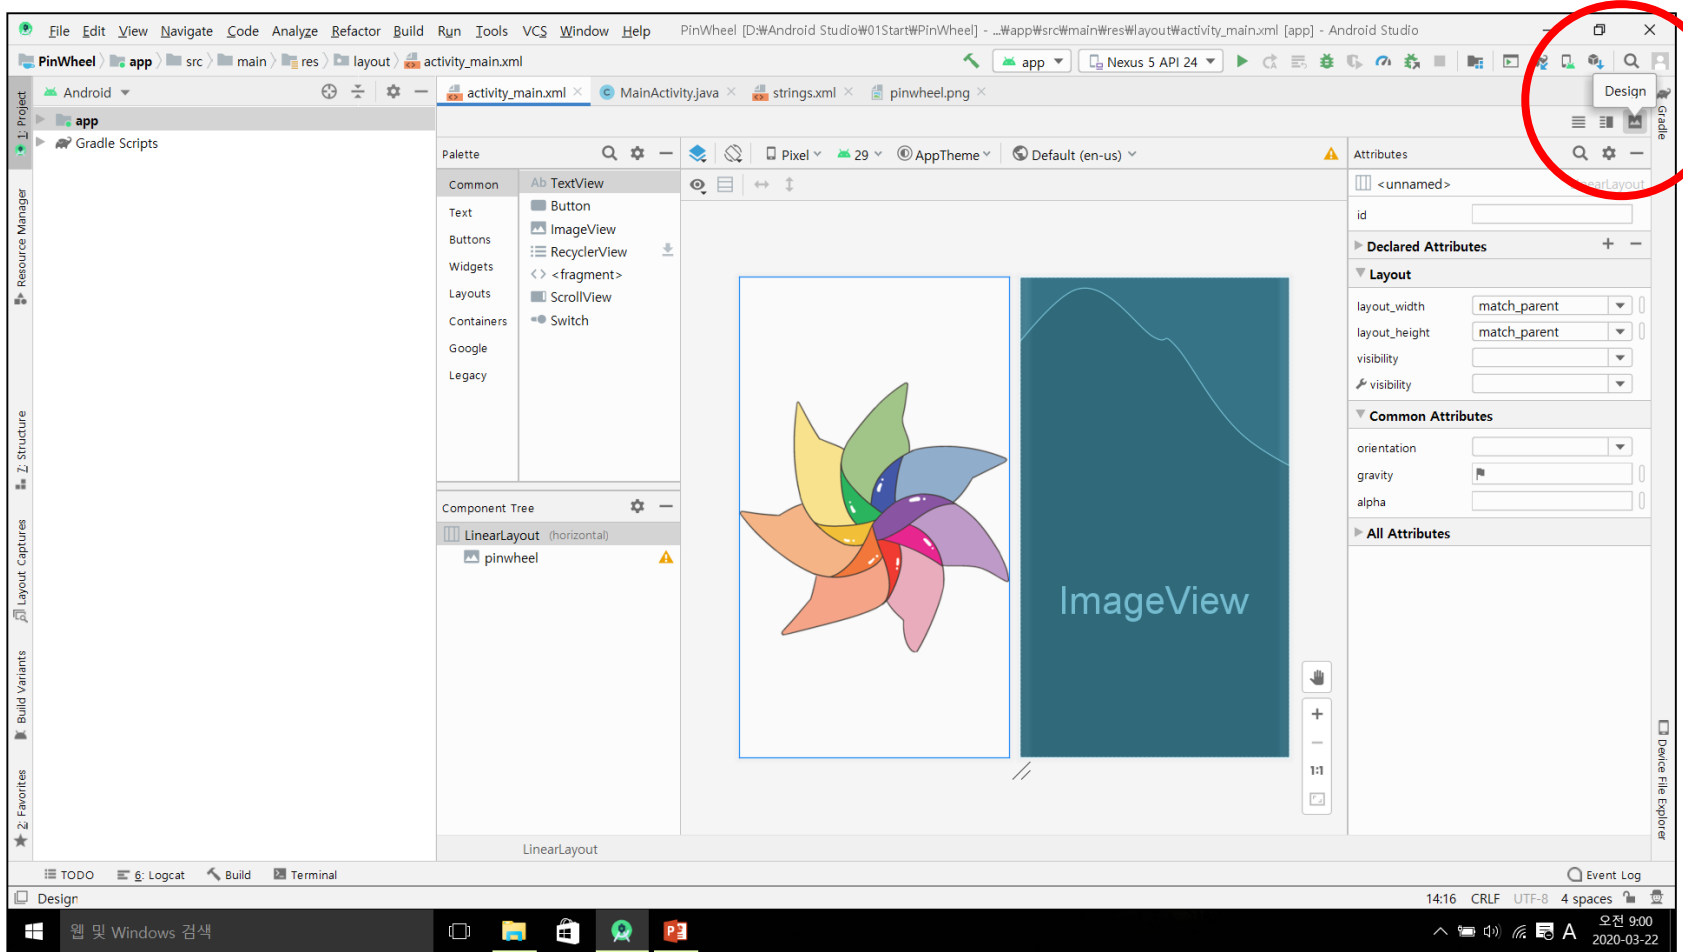 File Edit View Navigate Code Analyze Refactor Build Run Tools VCS Window Help PinWheel [D:₩Android Studio₩01Start₩PinWheel] - ...₩app₩src₩main₩res₩layout₩activity_main.xml [app] - Android Studio
PinWheel app src main res layout activity_main.xml app Nexus 5 API 24
Android activity_main.xml MainActivity.java strings.xml pinwheel.png Design
1: Project
Resource Manager
Z: Structure
Layout Captures
Build Variants
2: Favorites
app
Gradle Scripts
Palette
Common
Text
Buttons
Widgets
Layouts
Containers
Google
Legacy
Ab TextView
Button
ImageView
RecyclerView
<fragment>
ScrollView
Switch
Component Tree
LinearLayout (horizontal)
pinwheel
Pixel 29 AppTheme Default (en-us)
ImageView
1:1
LinearLayout
Attributes
<unnamed> LinearLayout
id
Declared Attributes
Layout
layout_width match_parent
layout_height match_parent
visibility
visibility
Common Attributes
orientation
gravity
alpha
All Attributes
Gradle
Device File Explorer
TODO 6: Logcat Build Terminal Event Log
Design 14:16 CRLF UTF-8 4 spaces
웹 및 Windows 검색 A 오전 9:00
2020-03-22